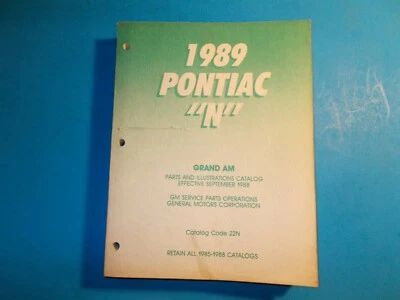 1989
PONTIAC
"N"
GRAND AM
PARTS AND ILLUSTRATIONS CATALOG
EFFECTIVE SEPTEMBER 1988
GM SERVICE PARTS OPERATIONS
GENERAL MOTORS CORPORATION
Catalog Code 22N
RETAIN ALL 1985-1988 CATALOGS